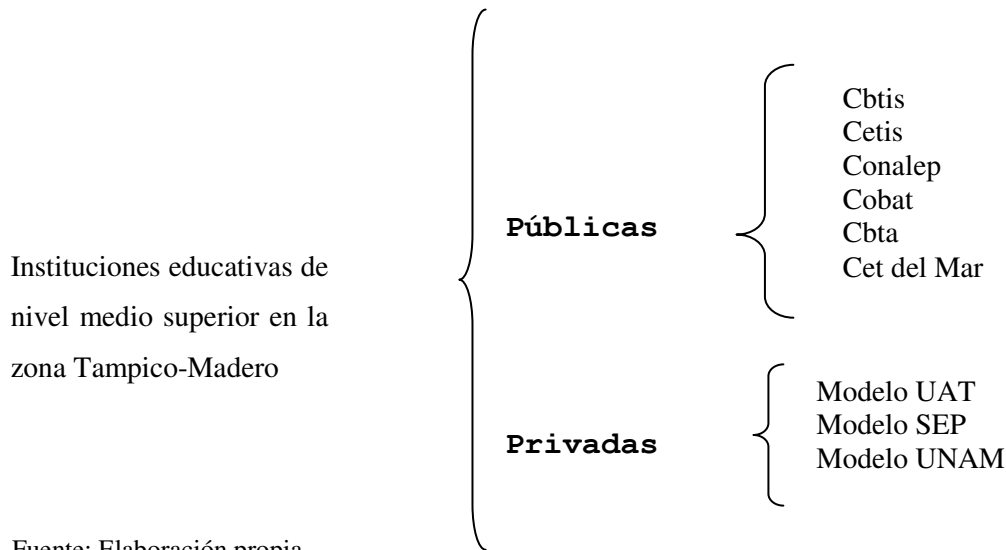 Instituciones educativas de
nivel medio superior en la
zona Tampico-Madero
Públicas
Cbtis
Cetis
Conalep
Cobat
Cbta
Cet del Mar
Privadas
Modelo UAT
Modelo SEP
Modelo UNAM
Fuente: Elaboración propia